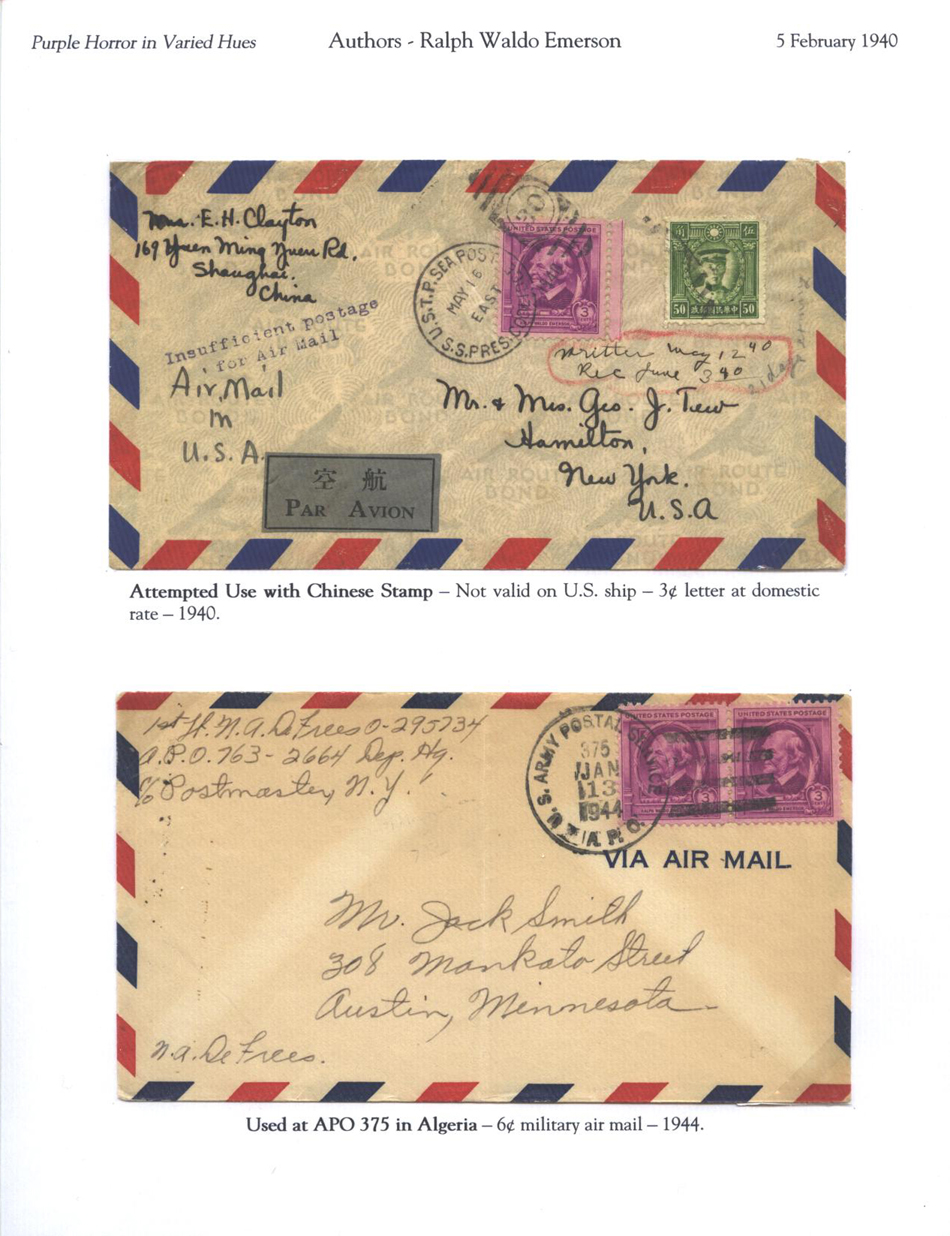 Purple Horror in Varied Hues
Authors - Ralph Waldo Emerson
5 February 1940
Mrs. E. H. Clayton
169 Yuen Ming Yuen Rd.
Shanghai.
China
Insufficient postage
for Air Mail
Air Mail
in
U.S.A.
空 航
PAR AVION
U.S.T.P. SEA POST
MAY 16
EAST
S.S. PRES.
UNITED STATES POSTAGE
3
50 50
Written May 12 40
Rec June 3 40
21 days
Mr. & Mrs. Geo. J. Tew
Hamilton,
New York.
U.S.A
AIR ROUTE
BOND
Attempted Use with Chinese Stamp – Not valid on U.S. ship – 3¢ letter at domestic
rate – 1940.
1st Lt. N. A. DeFrees O-295734
A.P.O. 763 - 2664 Dep. Hq.
c/o Postmaster, N.Y.
U.S. ARMY POSTAL SERVICE
375
JAN
13
1944
A.P.O.
UNITED STATES POSTAGE
3
UNITED STATES POSTAGE
3
VIA AIR MAIL
Mr. Jack Smith
308 Mankato Street
Austin, Minnesota
N.A. DeFrees.
Used at APO 375 in Algeria – 6¢ military air mail – 1944.